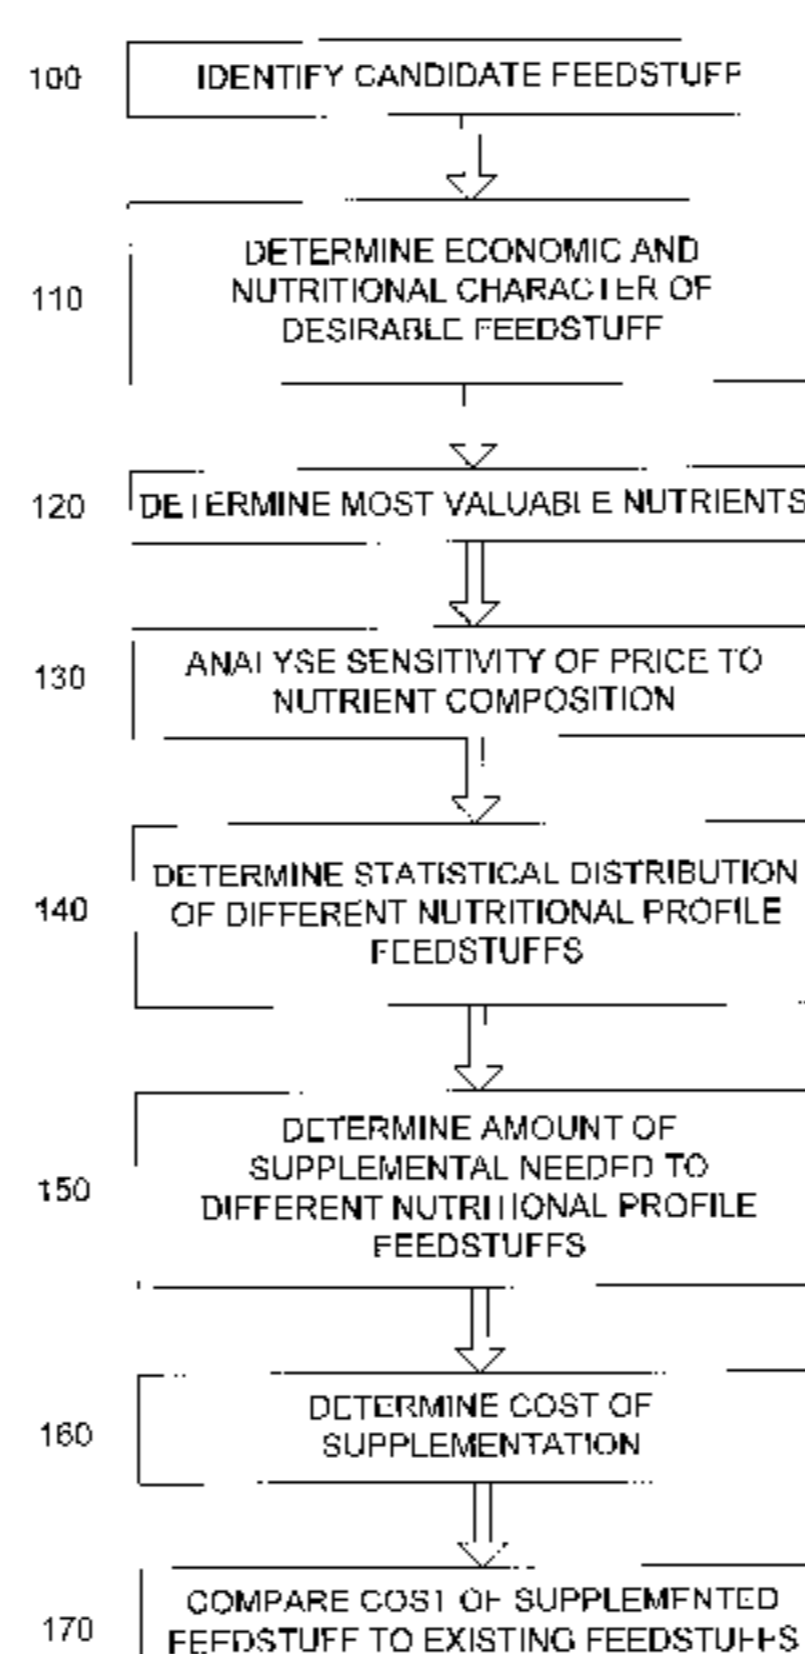 100 IDENTIFY CANDIDATE FEEDSTUFF
DETERMINE ECONOMIC AND
110 NUTRITIONAL CHARACTER OF
DESIRABLE FEEDSTUFF
120 DETERMINE MOST VALUABLE NUTRIENTS
130 ANALYSE SENSITIVITY OF PRICE TO
NUTRIENT COMPOSITION
DETERMINE STATISTICAL DISTRIBUTION
140 OF DIFFERENT NUTRITIONAL PROFILE
FEEDSTUFFS
DETERMINE AMOUNT OF
SUPPLEMENTAL NEEDED TO
150 DIFFERENT NUTRITIONAL PROFILE
FEEDSTUFFS
160 DETERMINE COST OF
SUPPLEMENTATION
170 COMPARE COST OF SUPPLEMENTED
FEEDSTUFF TO EXISTING FEEDSTUFFS